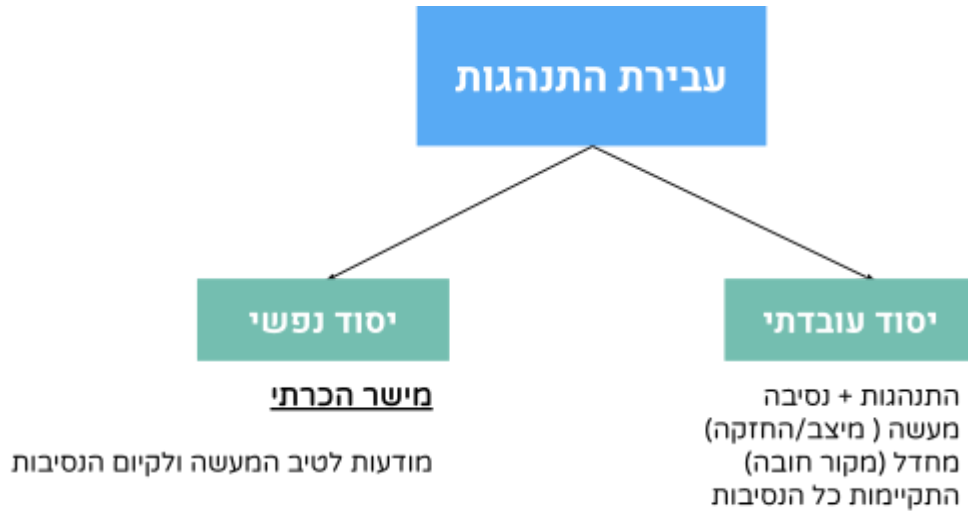 עבירת התנהגות
יסוד עובדתי
התנהגות + נסיבה
מעשה ( מיצב/החזקה)
מחדל (מקור חובה)
התקיימות כל הנסיבות
יסוד נפשי
מישר הכרתי
מודעות לטיב המעשה ולקיום הנסיבות